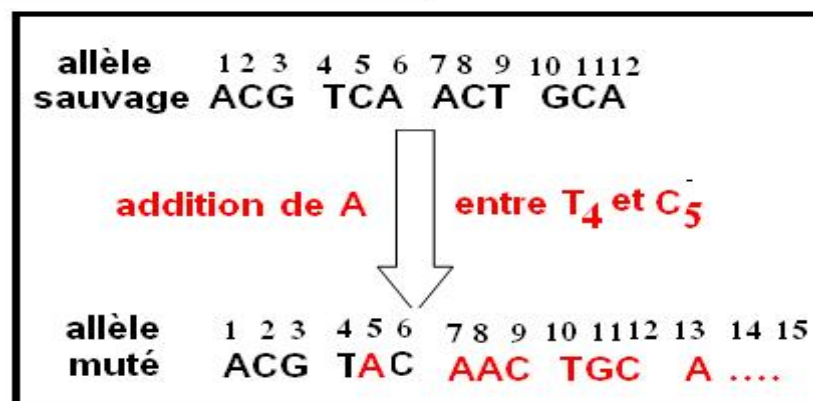 allèle 1 2 3 4 5 6 7 8 9 10 11 12
sauvage ACG TCA ACT GCA
addition de A entre T4 et C5
allèle 1 2 3 4 5 6 7 8 9 10 11 12 13 14 15
muté ACG TAC AAC TGC A ....